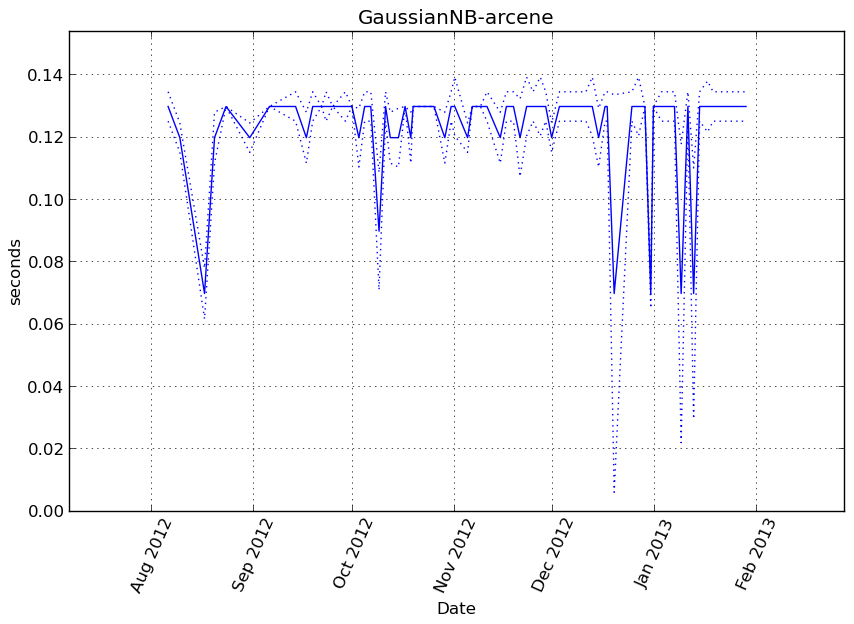 GaussianNB-arcene
seconds
0.14
0.12
0.10
0.08
0.06
0.04
0.02
0.00
Aug 2012
Sep 2012
Oct 2012
Nov 2012
Dec 2012
Jan 2013
Feb 2013
Date